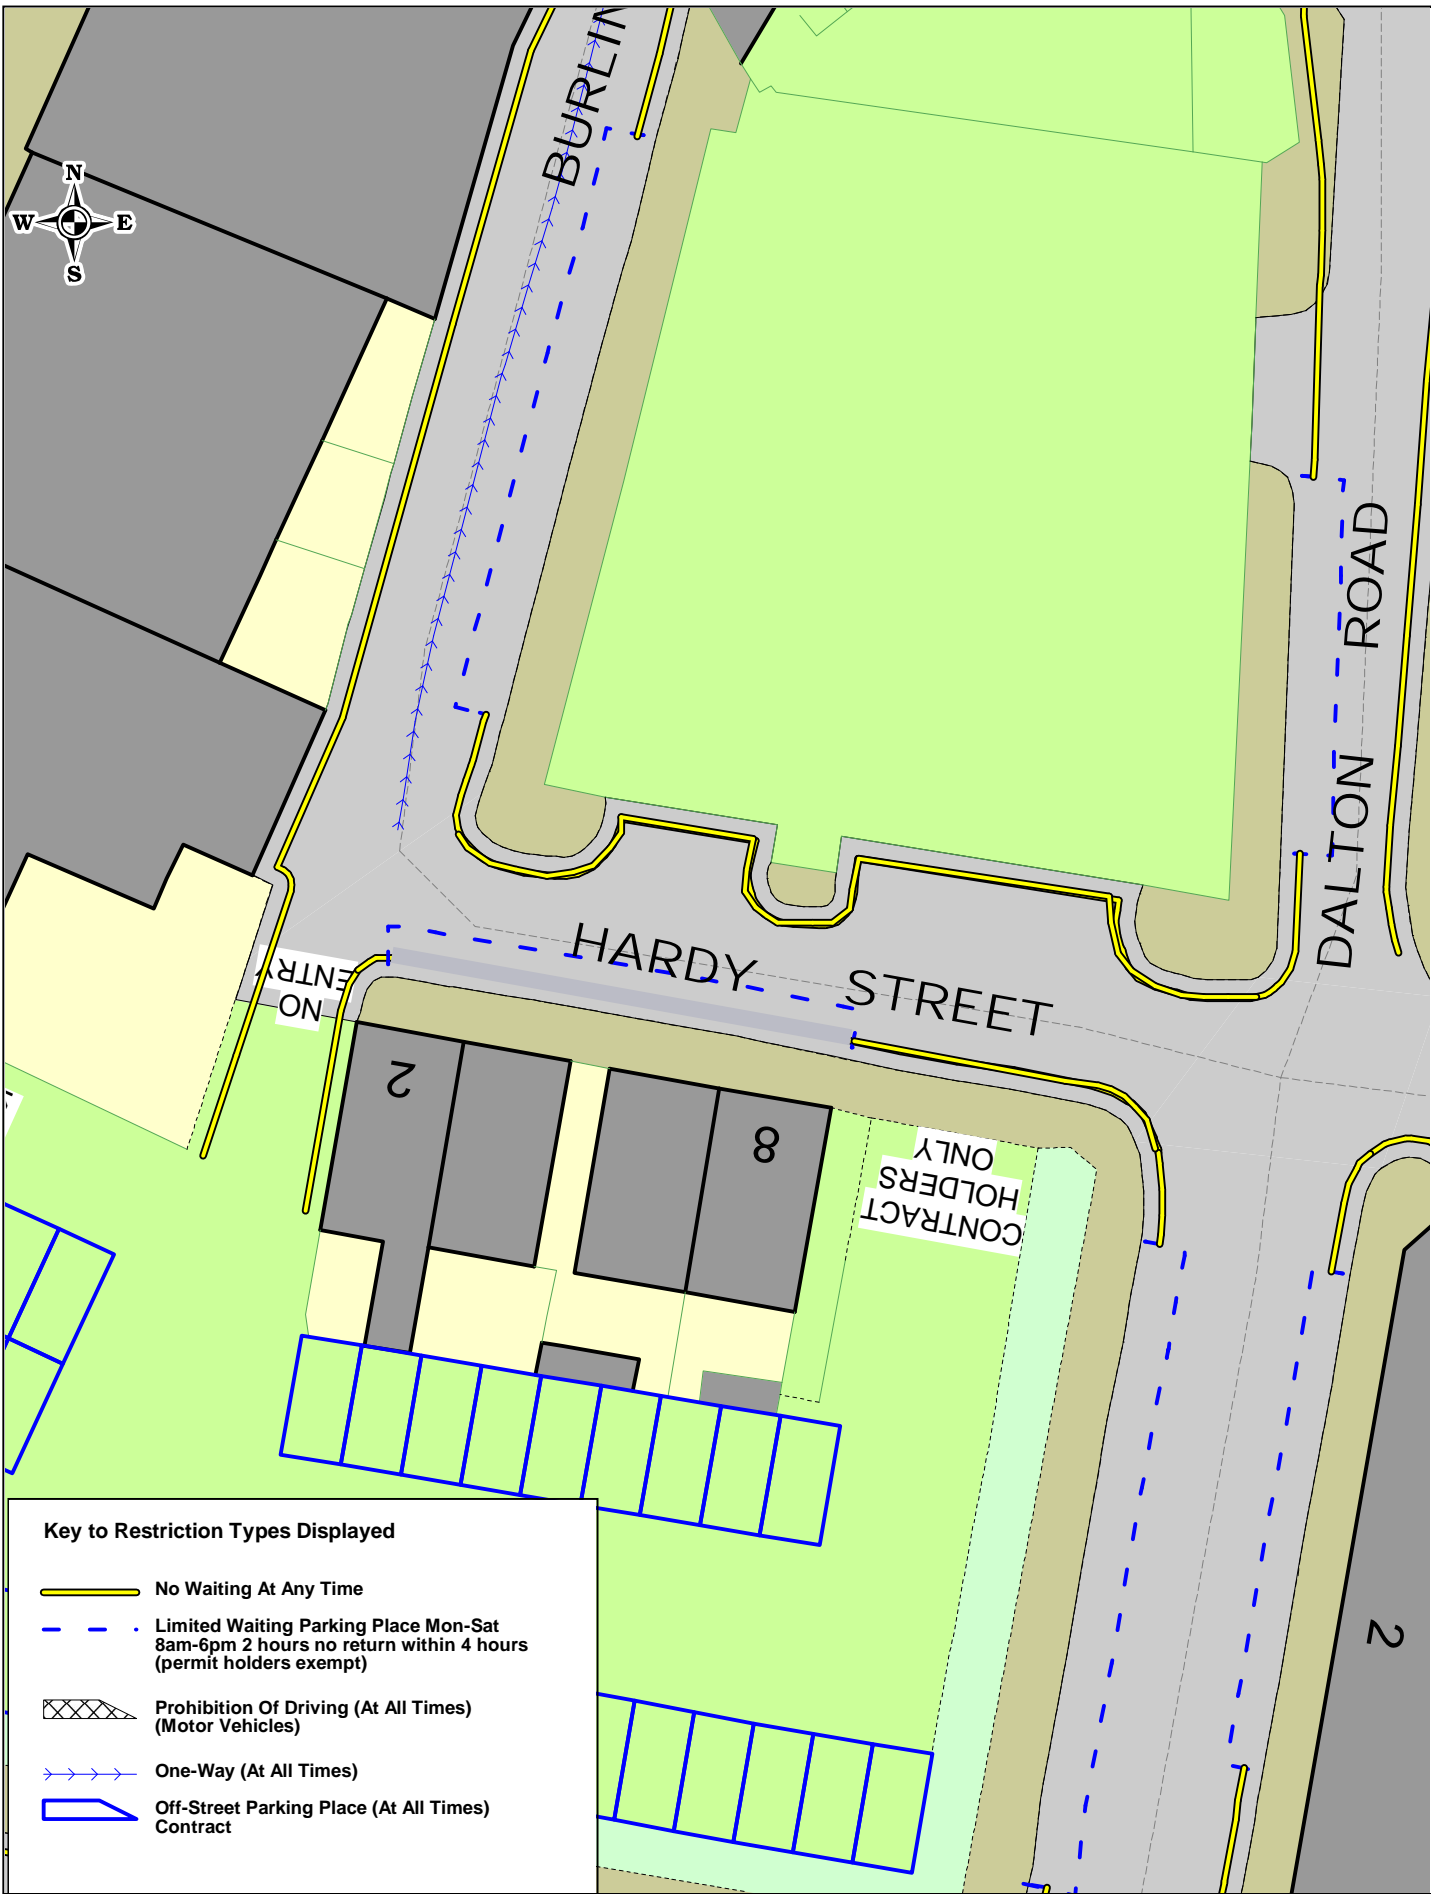 BURLIN
N
W E
S
ROAD
DALTON
HARDY STREET
NO
ENTRY
2
8
CONTRACT
HOLDERS
ONLY
2
Key to Restriction Types Displayed
No Waiting At Any Time
Limited Waiting Parking Place Mon-Sat
8am-6pm 2 hours no return within 4 hours
(permit holders exempt)
Prohibition Of Driving (At All Times)
(Motor Vehicles)
One-Way (At All Times)
Off-Street Parking Place (At All Times)
Contract